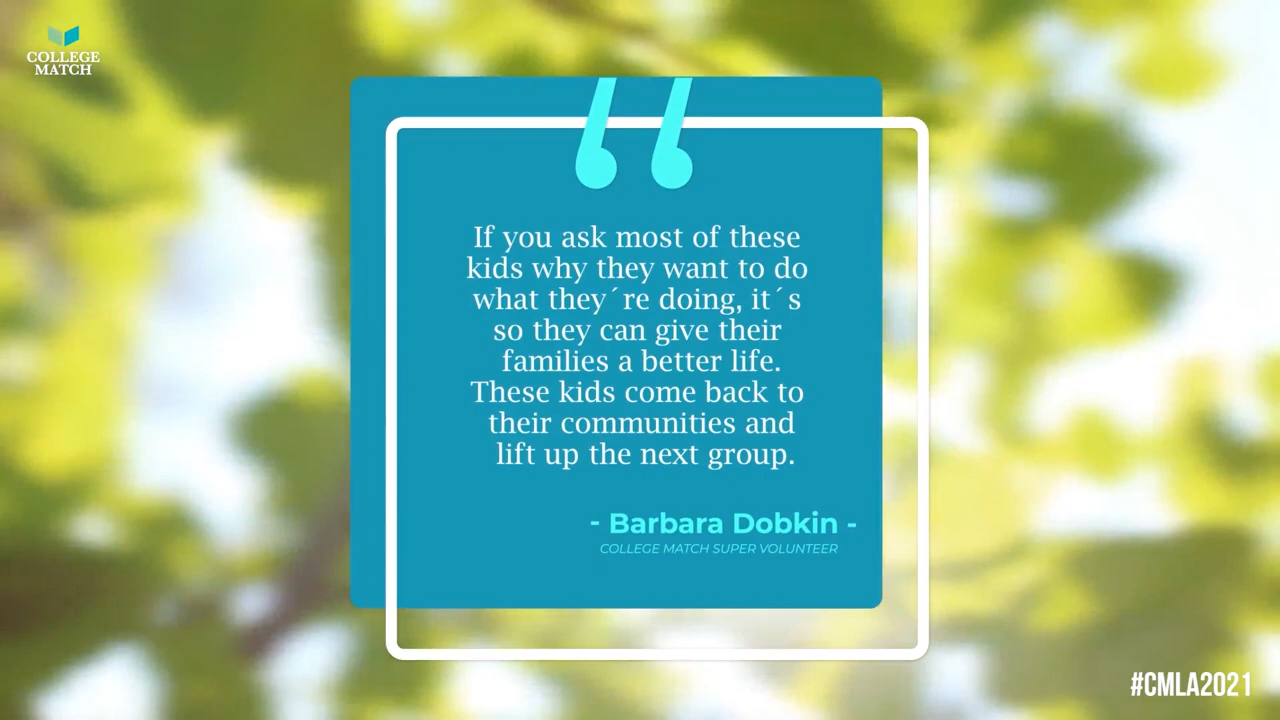 COLLEGE
MATCH
If you ask most of these
kids why they want to do
what they´re doing, it´s
so they can give their
families a better life.
These kids come back to
their communities and
lift up the next group.
- Barbara Dobkin -
COLLEGE MATCH SUPER VOLUNTEER
#CMLA2021